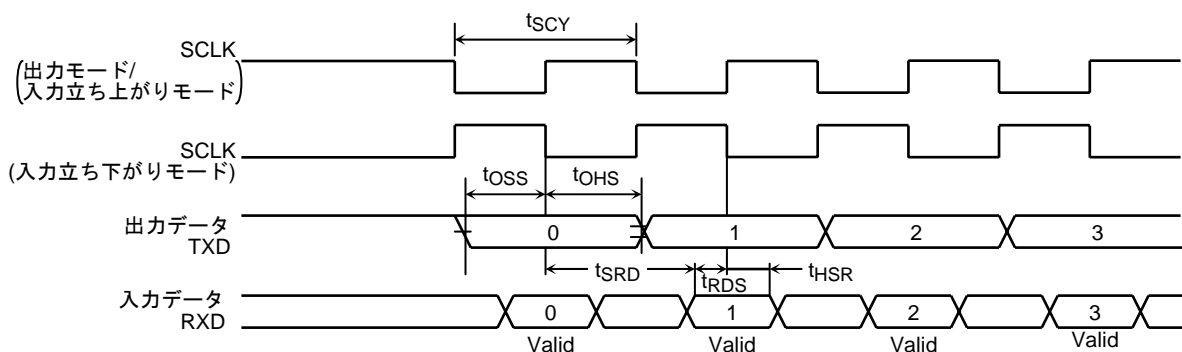 tSCY
SCLK
(出力モード/
入力立ち上がりモード)
SCLK
(入力立ち下がりモード)
tOSS
tOHS
出力データ
TXD
0
1
2
3
tSRD
tRDS
tHSR
入力データ
RXD
0
1
2
3
Valid
Valid
Valid
Valid